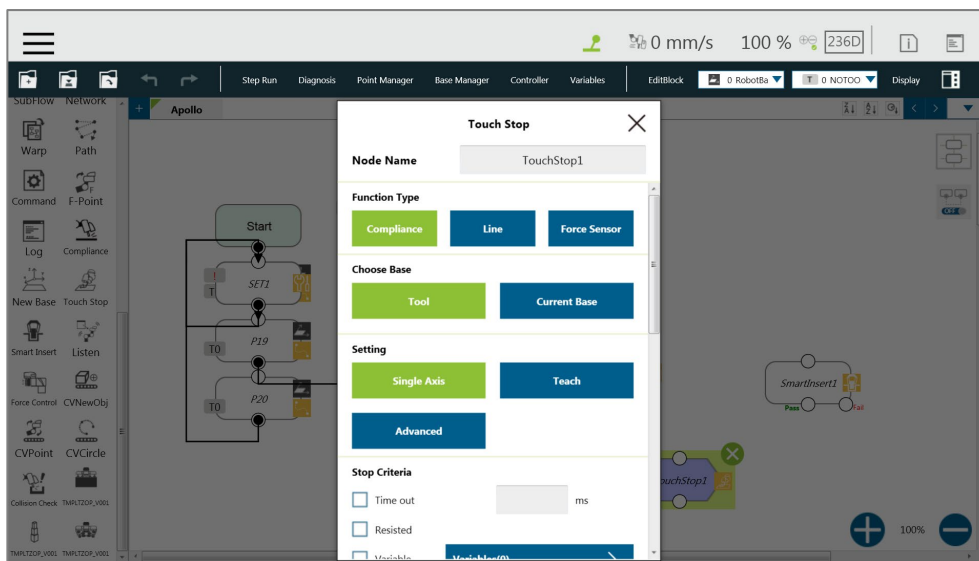 0 mm/s 100 % 236D
Step Run Diagnosis Point Manager Base Manager Controller Variables EditBlock 0 RobotBa T 0 NOTOO Display
SubFlow Network
+ Apollo
Warp Path
Command F-Point
Log Compliance
New Base Touch Stop
Smart Insert Listen
Force Control CVNewObj
CVPoint CVCircle
Collision Check TMPLTZOP_V001
TMPLTZOP_V001 TMPLTZOP_V001
Start
SET1
T
P19
T0
P20
T0
Touch Stop
Node Name TouchStop1
Function Type
Compliance Line Force Sensor
Choose Base
Tool Current Base
Setting
Single Axis Teach
Advanced
Stop Criteria
Time out ms
Resisted
Variable Variables(0)
SmartInsert1
Pass Fail
ouchStop1
OFF
100%